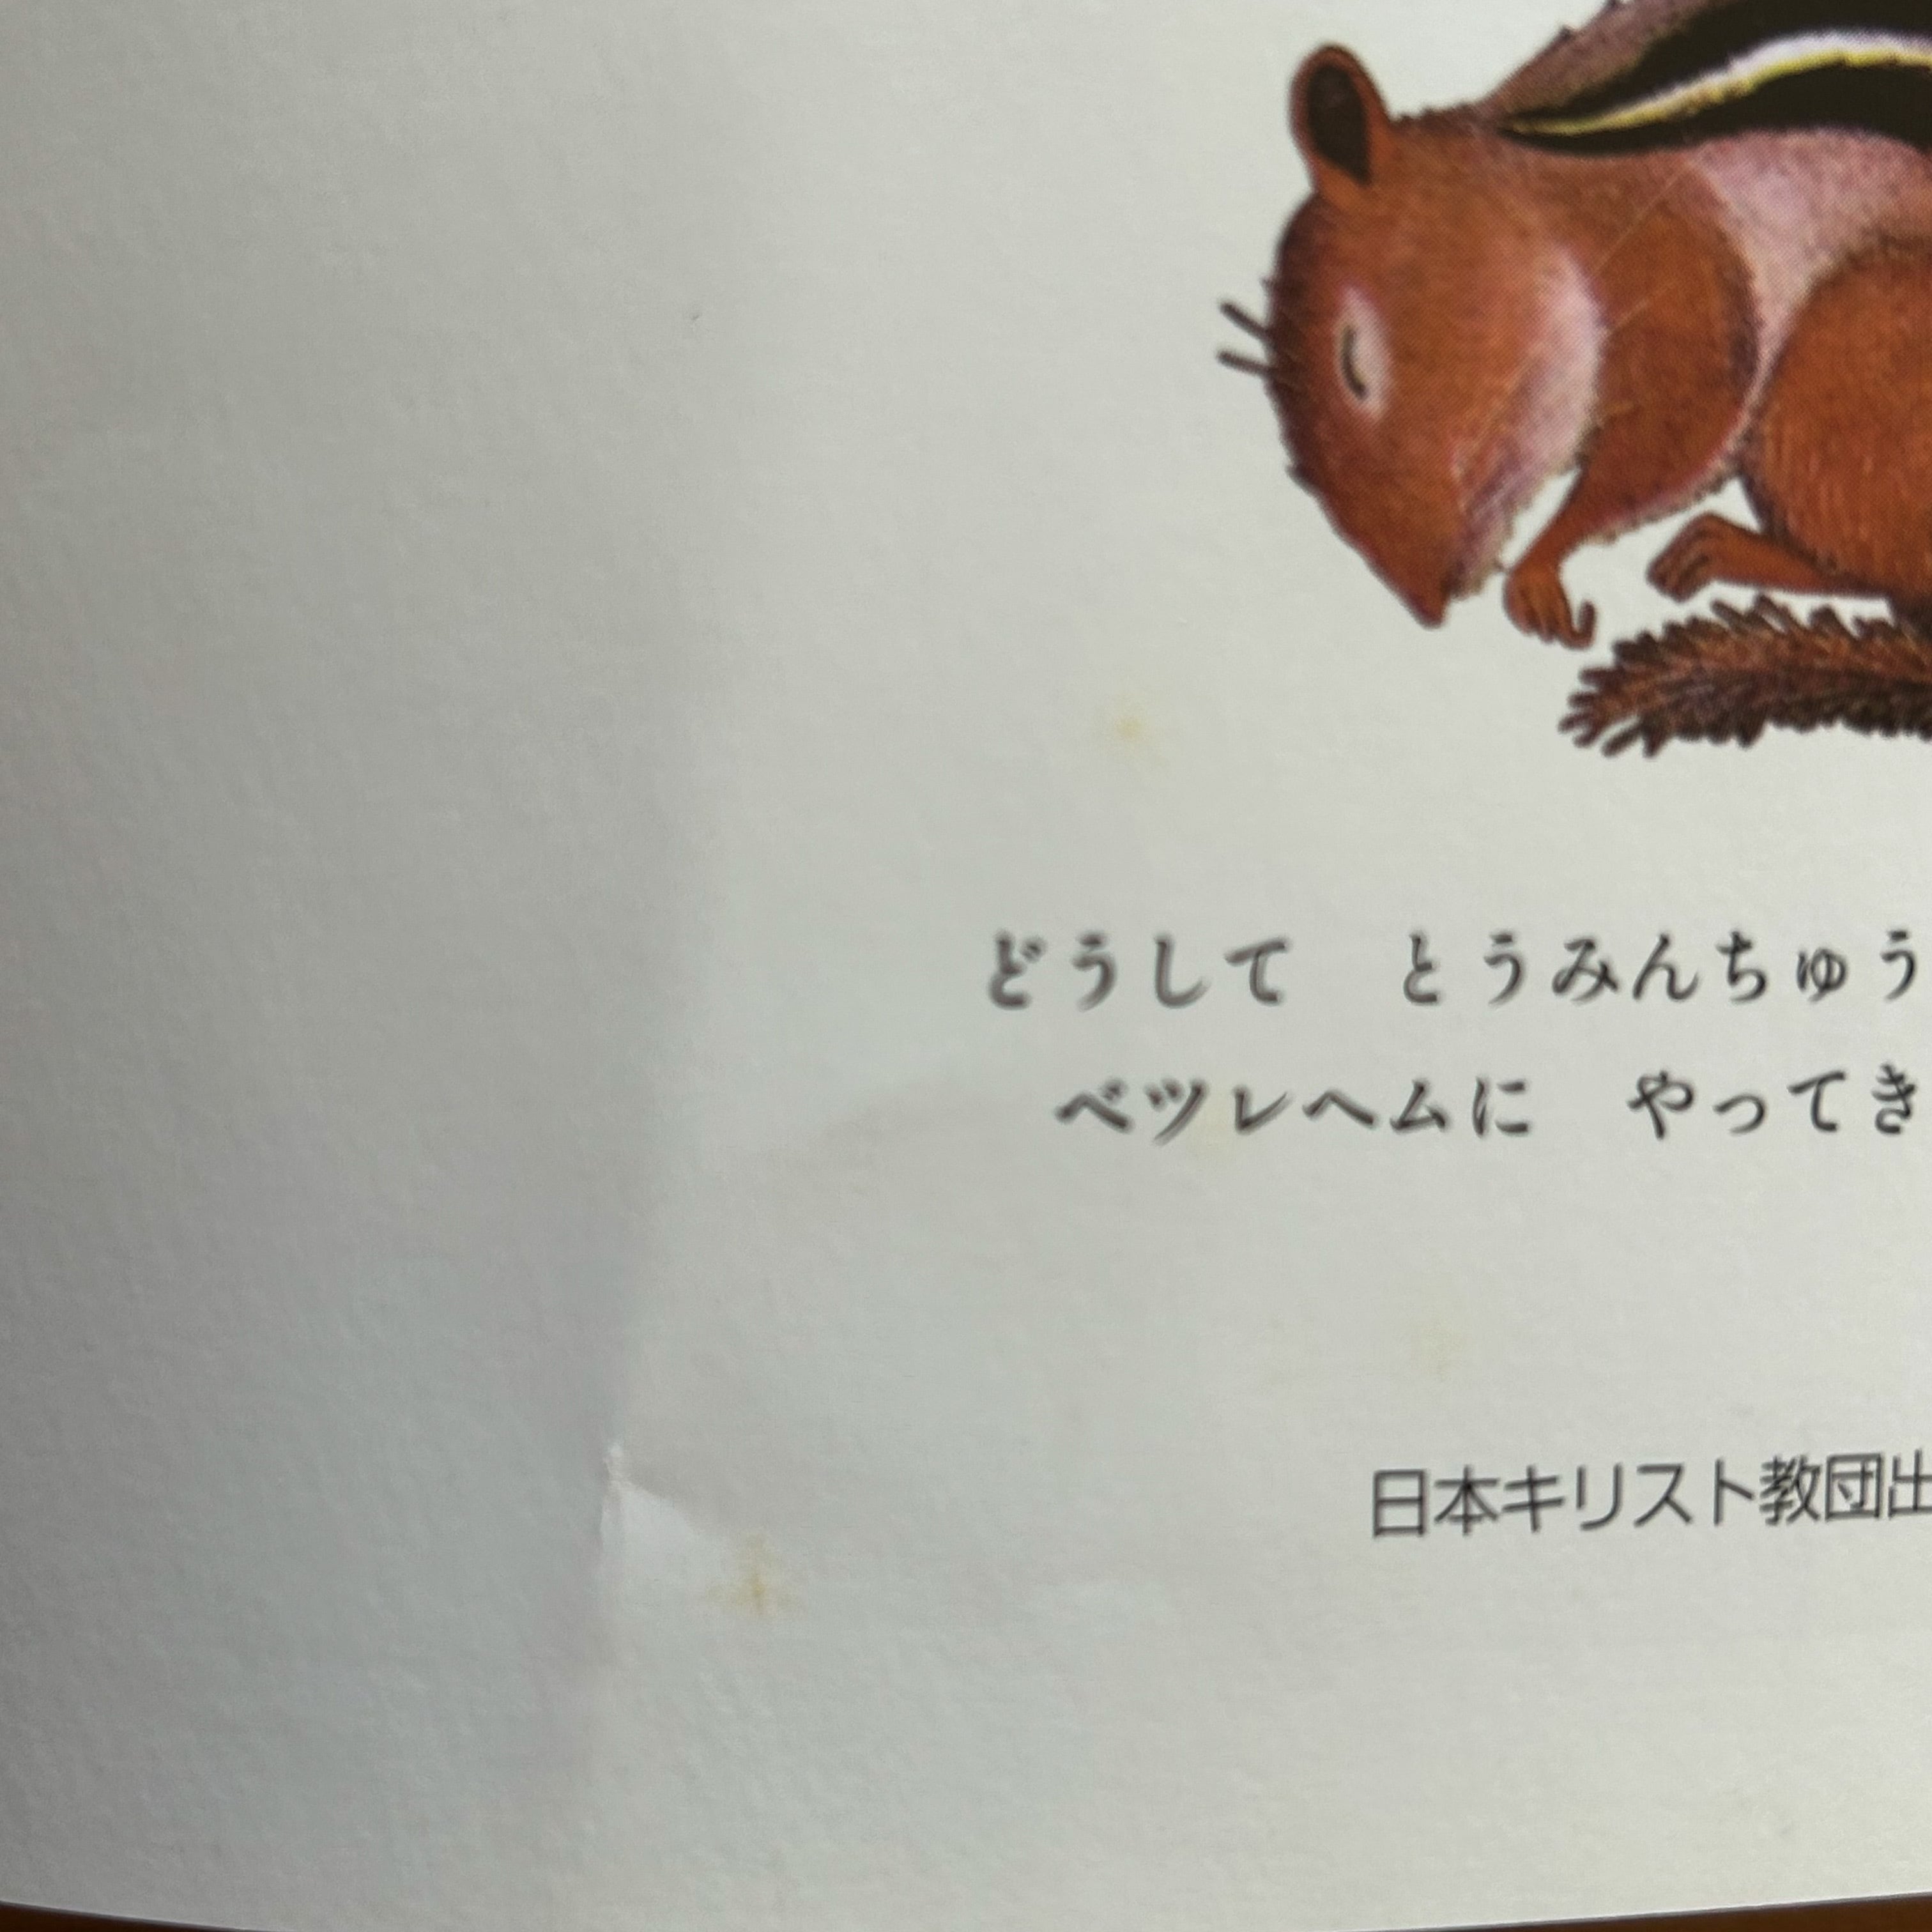 どうして　とうみんちゅう
ベツレヘムに　やってき
日本キリスト教団出